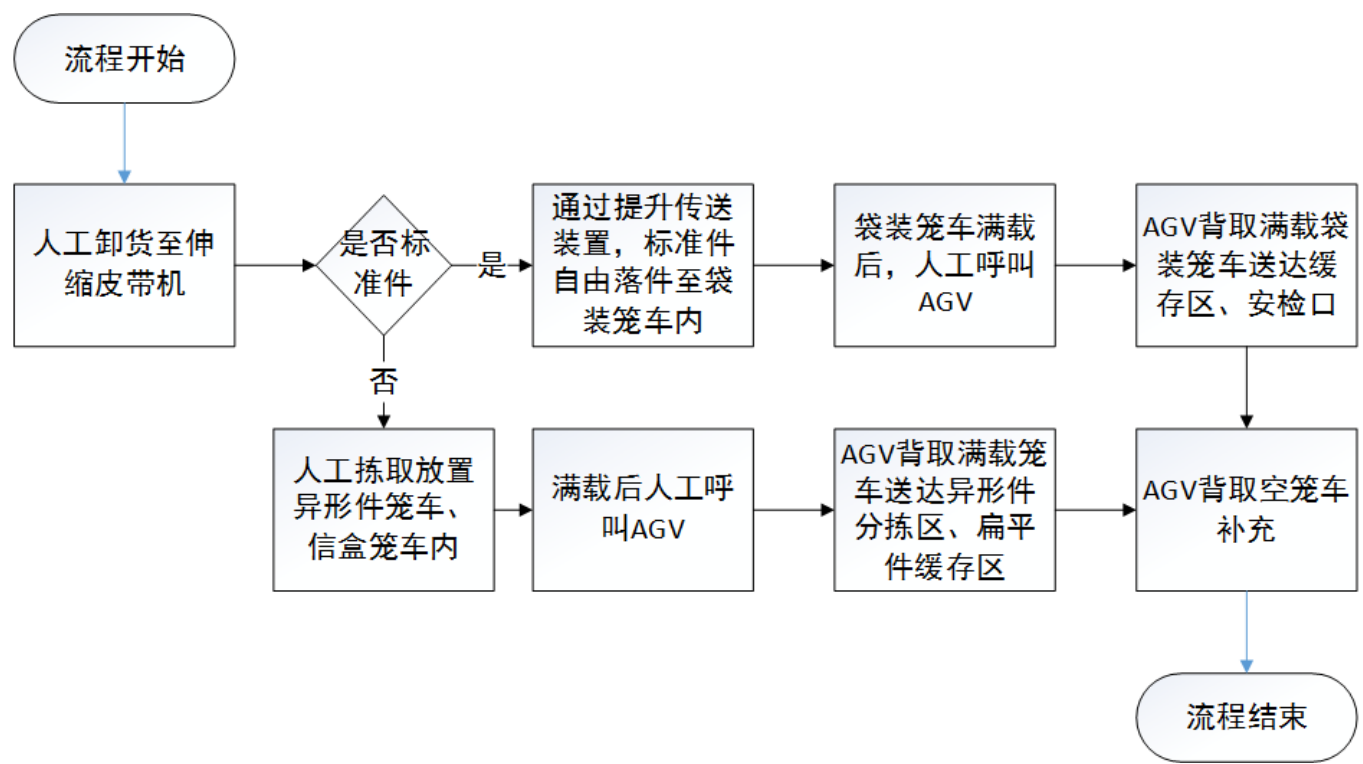 流程开始
人工卸货至伸
缩皮带机
是否标
准件
是
通过提升传送
装置，标准件
自由落件至袋
装笼车内
袋装笼车满载
后，人工呼叫
AGV
AGV背取满载袋
装笼车送达缓
存区、安检口
否
人工拣取放置
异形件笼车、
信盒笼车内
满载后人工呼
叫AGV
AGV背取满载笼
车送达异形件
分拣区、扁平
件缓存区
AGV背取空笼车
补充
流程结束